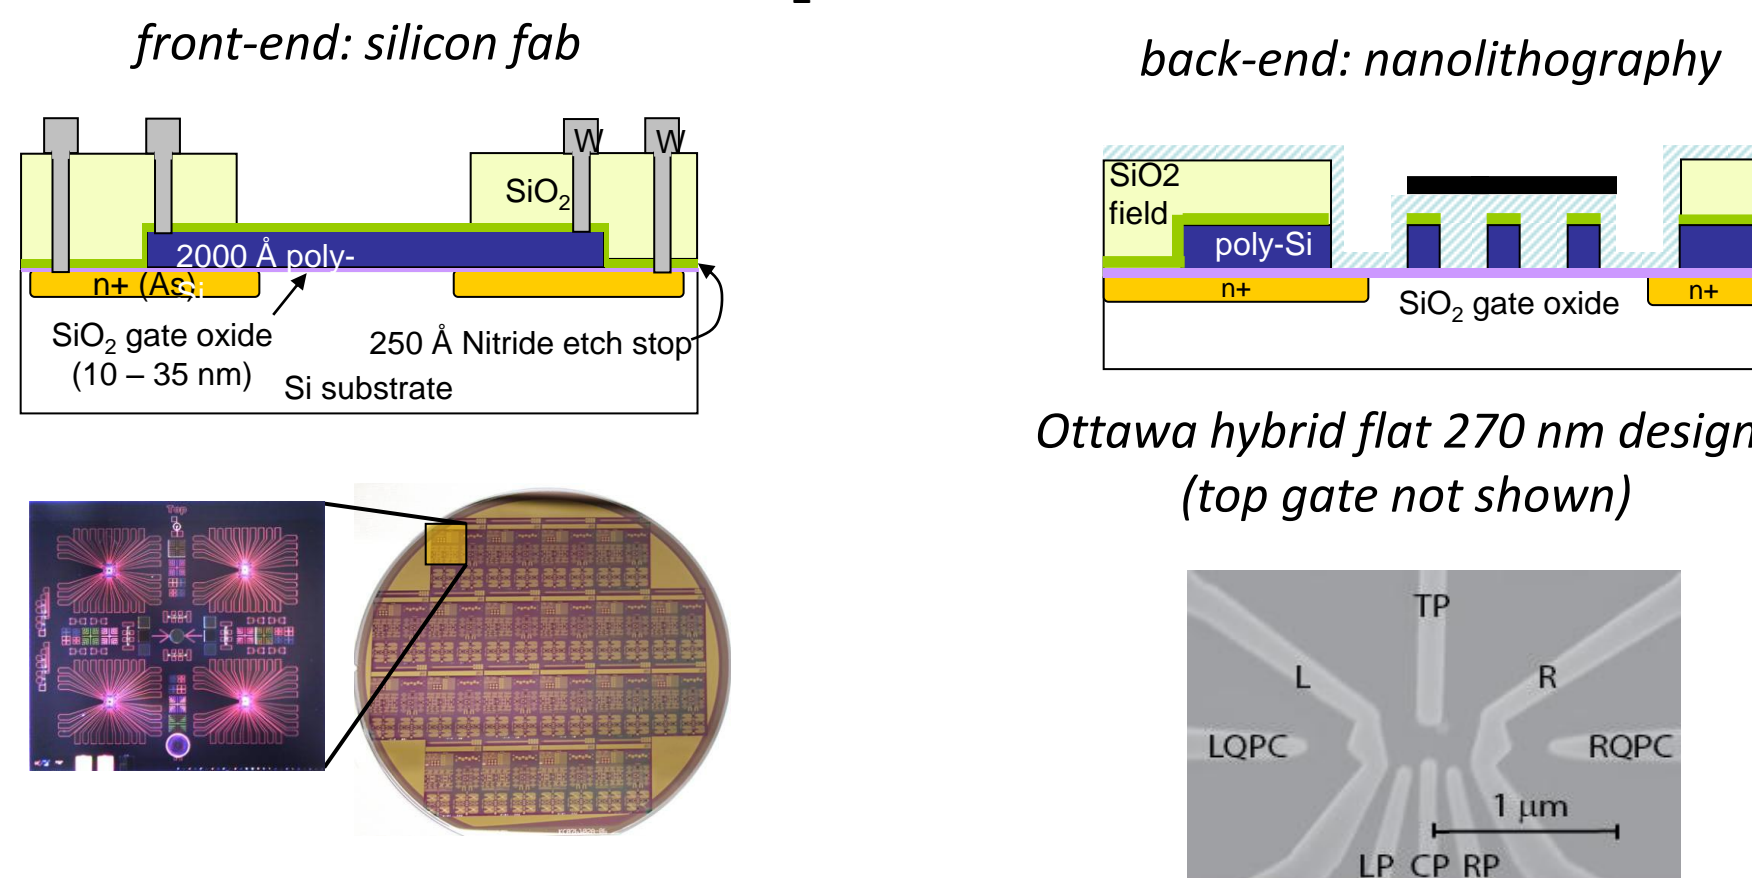 front-end: silicon fab
W W
SiO2
2000 Å poly-
Si
n+ (As)
SiO2 gate oxide
(10 – 35 nm)
250 Å Nitride etch stop
Si substrate
Top
back-end: nanolithography
SiO2
field
poly-Si
n+
n+
SiO2 gate oxide
Ottawa hybrid flat 270 nm design
(top gate not shown)
TP
L
R
LQPC
RQPC
1 μm
LP CP RP